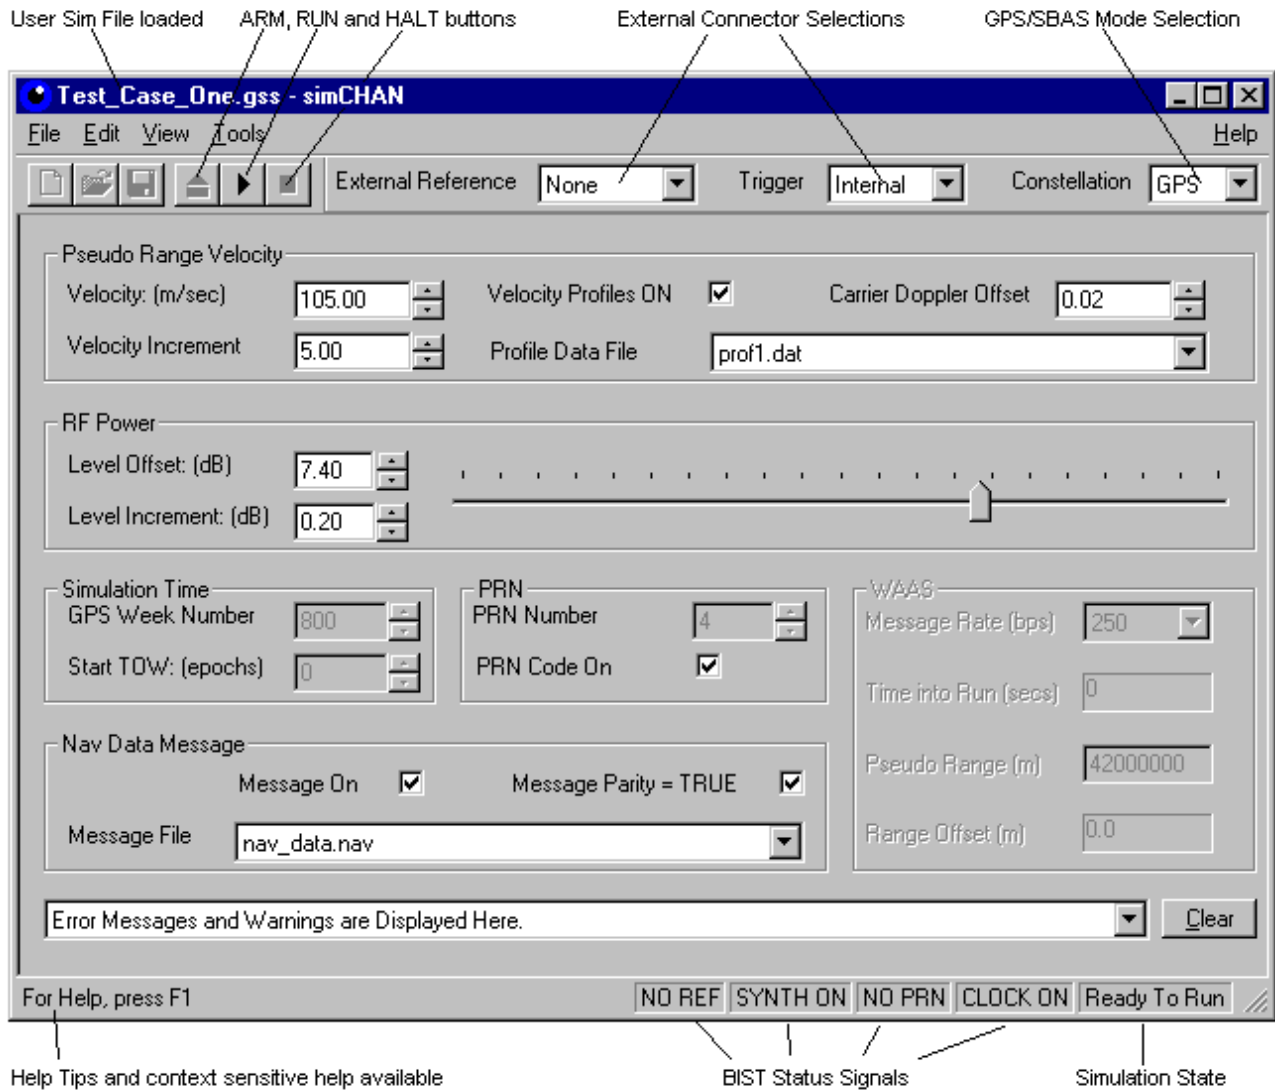 User Sim File loaded ARM, RUN and HALT buttons External Connector Selections GPS/SBAS Mode Selection
Test_Case_One.gss - simCHAN
File Edit View Tools Help
External Reference None Trigger Internal Constellation GPS
Pseudo Range Velocity
Velocity: (m/sec) 105.00 Velocity Profiles ON Carrier Doppler Offset 0.02
Velocity Increment 5.00 Profile Data File prof1.dat
RF Power
Level Offset: (dB) 7.40
Level Increment: (dB) 0.20
Simulation Time PRN WAAS
GPS Week Number 800 PRN Number 4 Message Rate (bps) 250
Start TOW: (epochs) 0 PRN Code On Time into Run (secs) 0
Nav Data Message
Message On Message Parity = TRUE Pseudo Range (m) 42000000
Message File nav_data.nav Range Offset (m) 0.0
Error Messages and Warnings are Displayed Here. Clear
For Help, press F1 NO REF SYNTH ON NO PRN CLOCK ON Ready To Run
Help Tips and context sensitive help available BIST Status Signals Simulation State